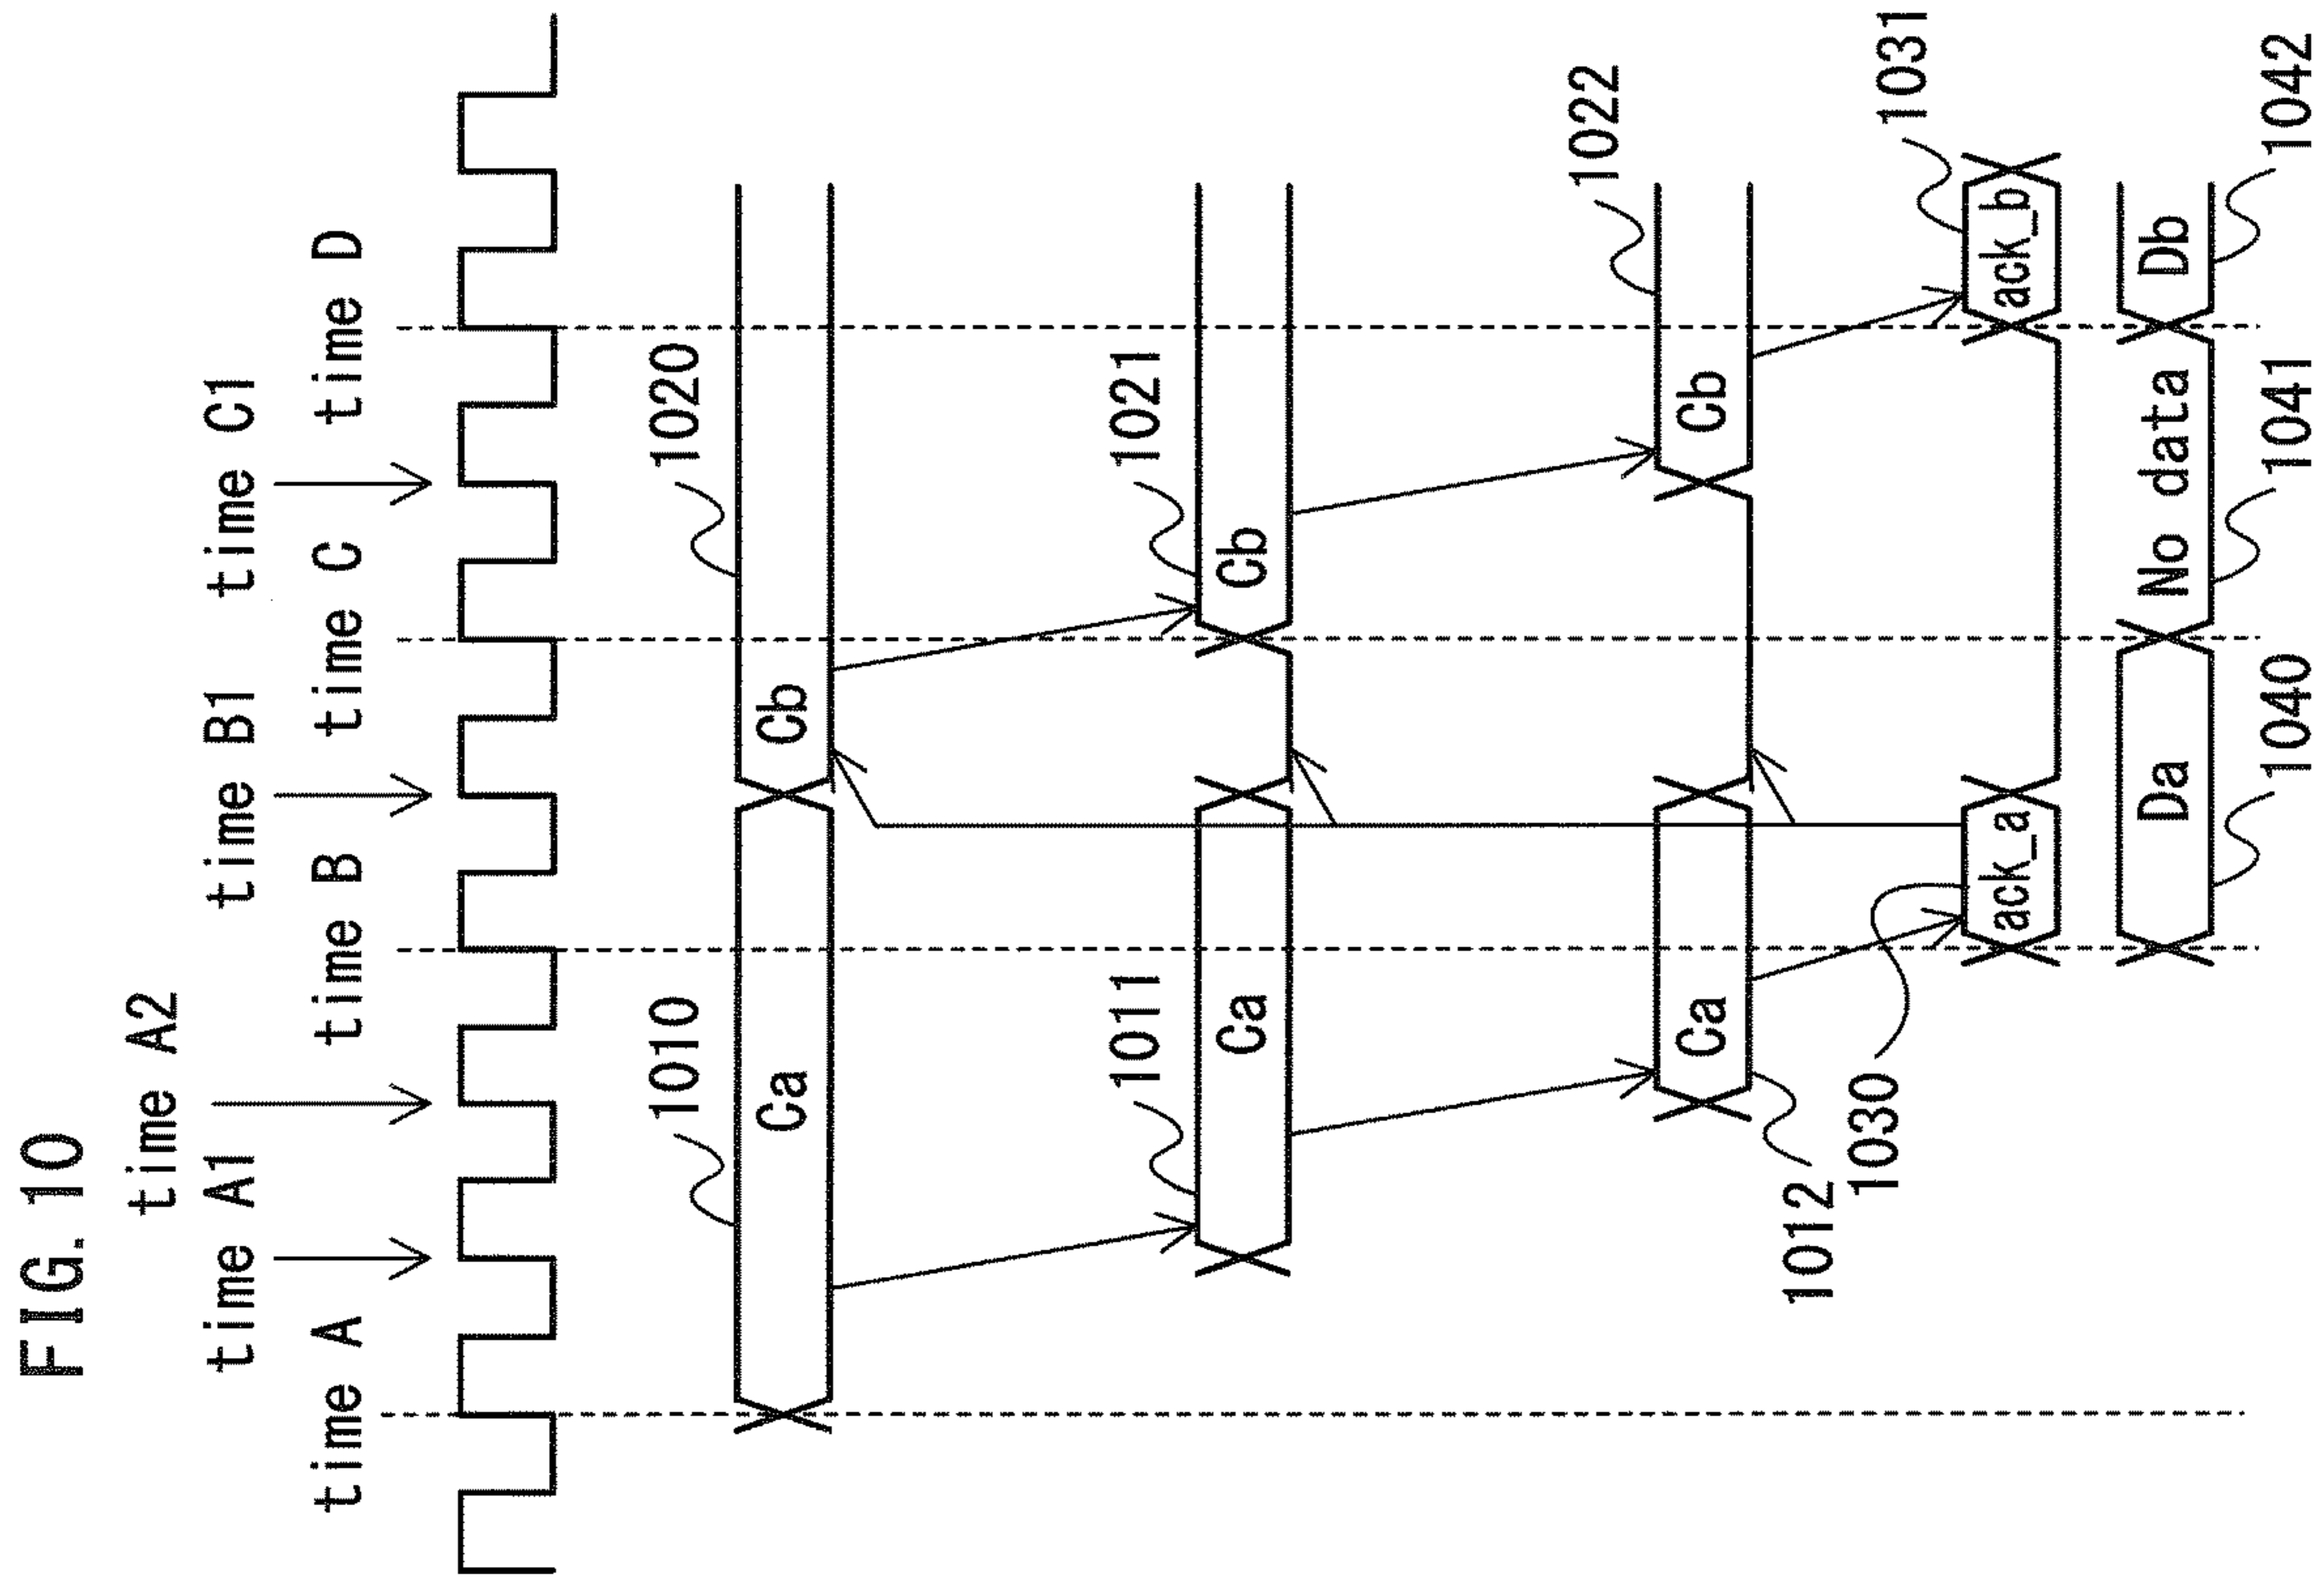 FIG. 10
time A2
time A1 time B1 time C1
time A time B time C time D
1010 1020
Ca Cb
1011 1021
Ca Cb
1022
Ca Cb
1012
1030 1031
ack_a ack_b
Da No data Db
1040 1041 1042